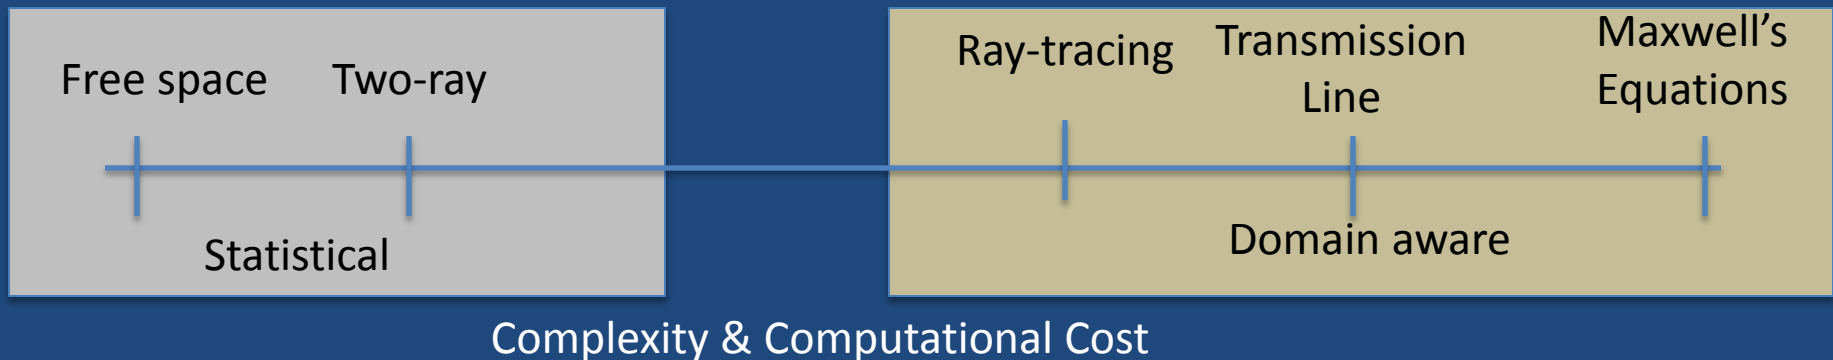 Free space
Two-ray
Statistical
Ray-tracing
Transmission
Line
Maxwell’s
Equations
Domain aware
Complexity & Computational Cost